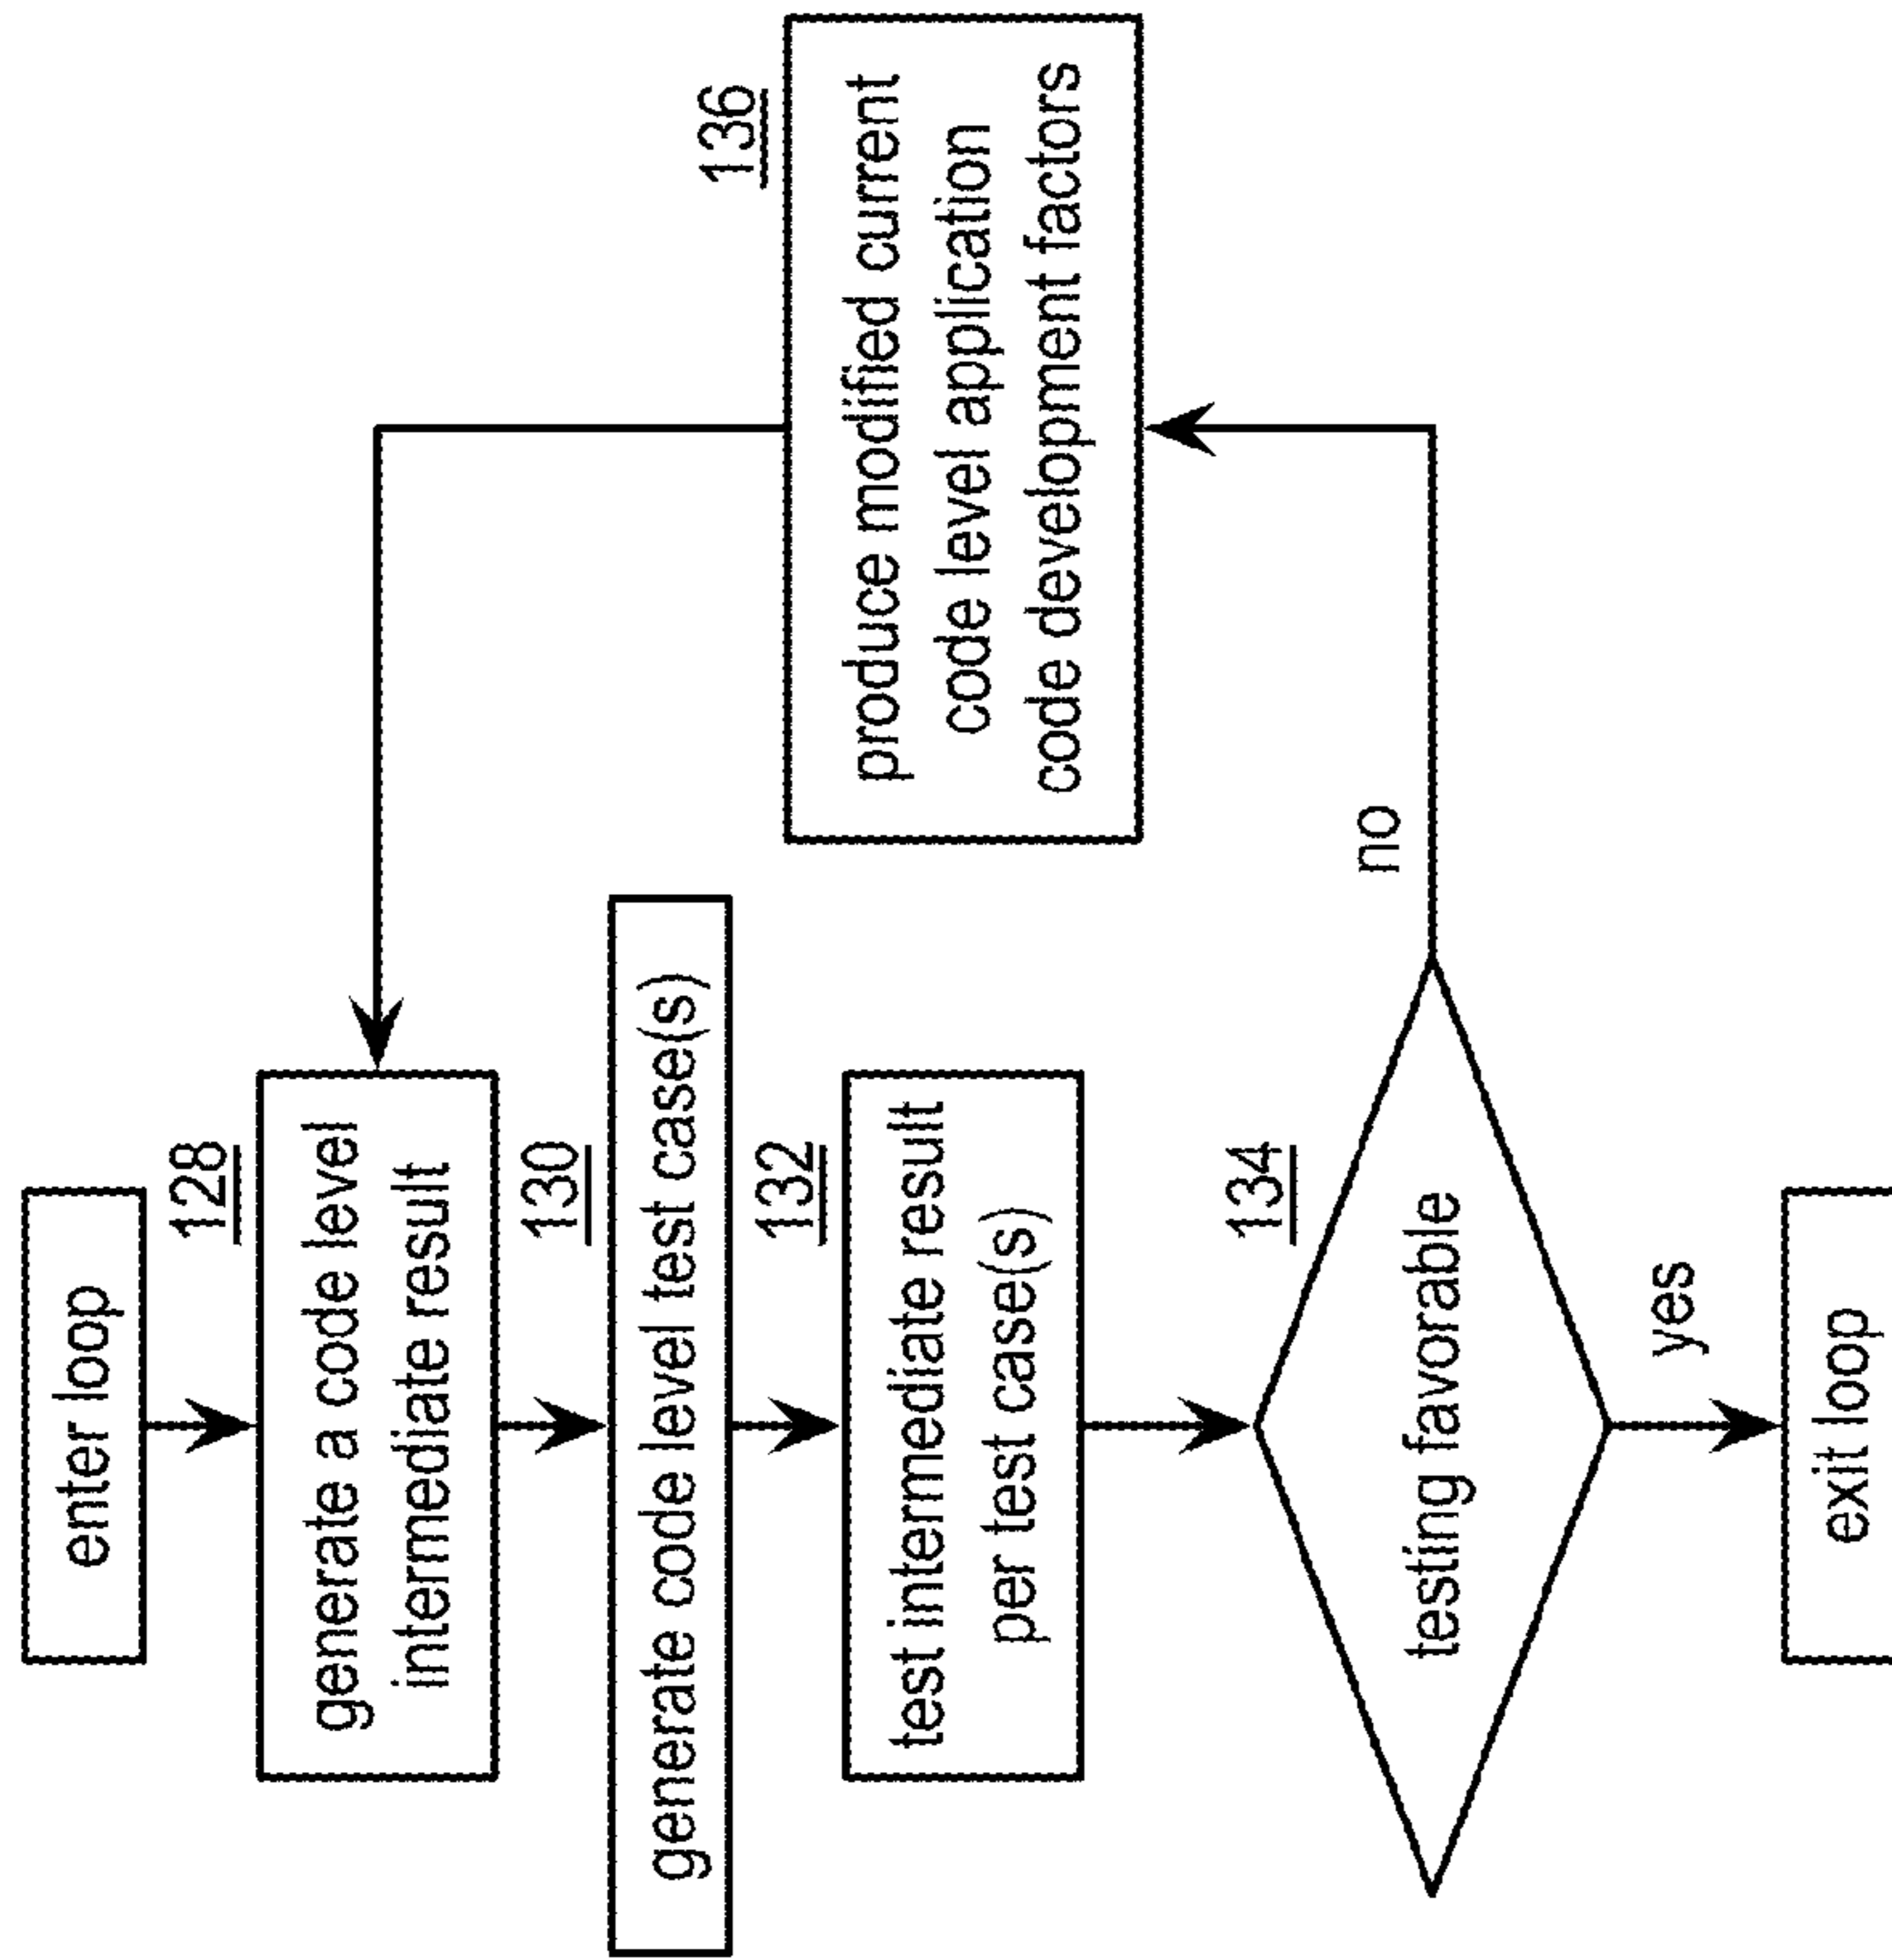 enter loop
128
generate a code level
intermediate result
130
generate code level test case(s)
132
test intermediate result
per test case(s)
134
testing favorable
no
yes
exit loop
136
produce modified current
code level application
code development factors